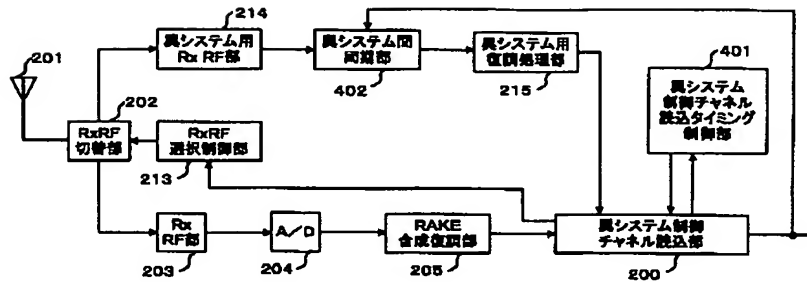 214
異システム用
Rx RF部
異システム間
同期部
402
異システム用
復調処理部
215
401
異システム
制御チャネル
読込タイミング
制御部
201
202
RxRF
切替部
RxRF
選択制御部
213
Rx
RF部
203
A/D
204
RAKE
合成復調部
205
異システム制御
チャネル読込部
200